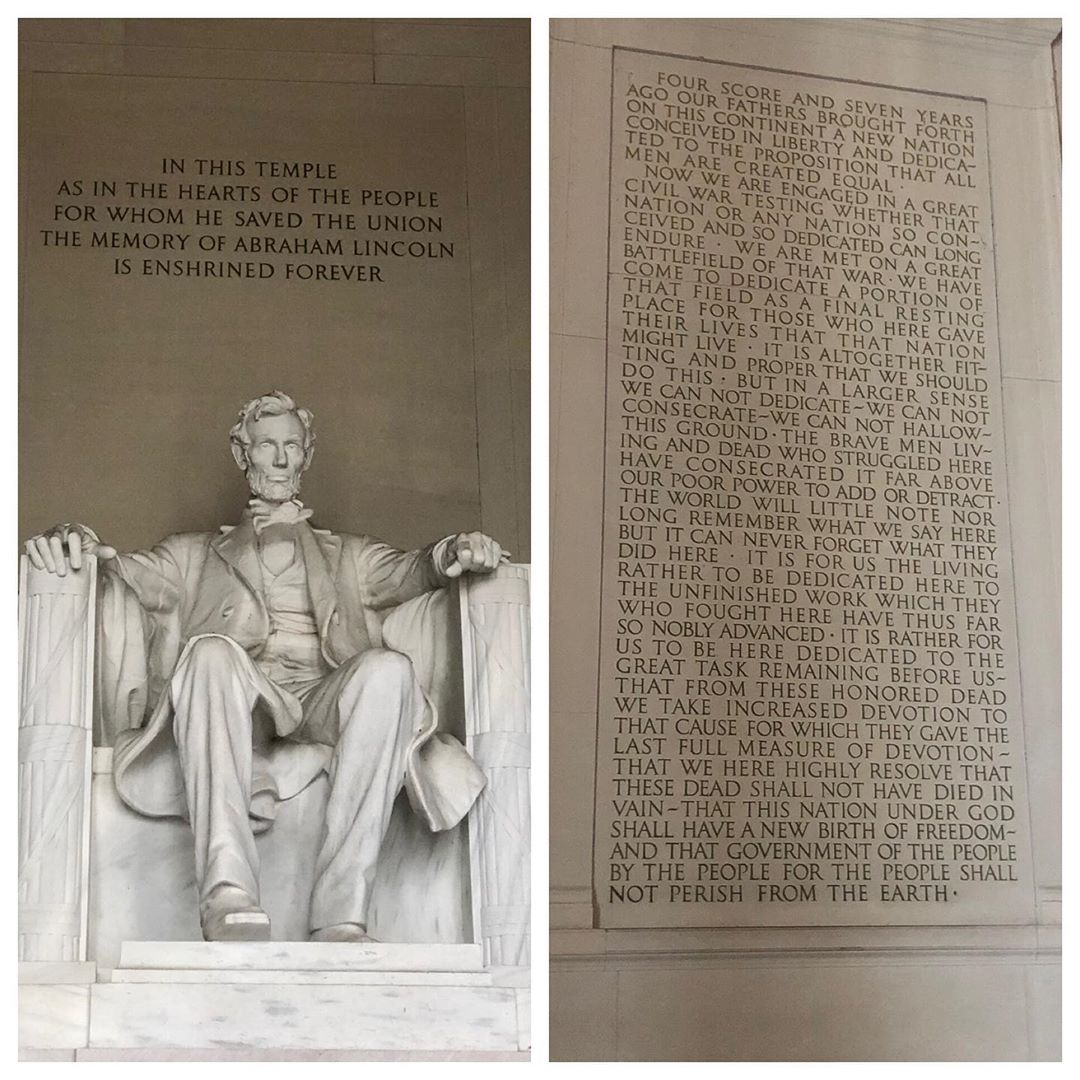 IN THIS TEMPLE
AS IN THE HEARTS OF THE PEOPLE
FOR WHOM HE SAVED THE UNION
THE MEMORY OF ABRAHAM LINCOLN
IS ENSHRINED FOREVER
FOUR SCORE AND SEVEN YEARS
AGO OUR FATHERS BROUGHT FORTH
ON THIS CONTINENT A NEW NATION
CONCEIVED IN LIBERTY AND DEDICA~
TED TO THE PROPOSITION THAT ALL
MEN ARE CREATED EQUAL ·
NOW WE ARE ENGAGED IN A GREAT
CIVIL WAR TESTING WHETHER THAT
NATION OR ANY NATION SO CON~
CEIVED AND SO DEDICATED CAN LONG
ENDURE · WE ARE MET ON A GREAT
BATTLEFIELD OF THAT WAR · WE HAVE
COME TO DEDICATE A PORTION OF
THAT FIELD AS A FINAL RESTING
PLACE FOR THOSE WHO HERE GAVE
THEIR LIVES THAT THAT NATION
MIGHT LIVE · IT IS ALTOGETHER FIT~
TING AND PROPER THAT WE SHOULD
DO THIS · BUT IN A LARGER SENSE
WE CAN NOT DEDICATE~WE CAN NOT
CONSECRATE~WE CAN NOT HALLOW~
THIS GROUND · THE BRAVE MEN LIV~
ING AND DEAD WHO STRUGGLED HERE
HAVE CONSECRATED IT FAR ABOVE
OUR POOR POWER TO ADD OR DETRACT·
THE WORLD WILL LITTLE NOTE NOR
LONG REMEMBER WHAT WE SAY HERE
BUT IT CAN NEVER FORGET WHAT THEY
DID HERE · IT IS FOR US THE LIVING
RATHER TO BE DEDICATED HERE TO
THE UNFINISHED WORK WHICH THEY
WHO FOUGHT HERE HAVE THUS FAR
SO NOBLY ADVANCED · IT IS RATHER FOR
US TO BE HERE DEDICATED TO THE
GREAT TASK REMAINING BEFORE US~
THAT FROM THESE HONORED DEAD
WE TAKE INCREASED DEVOTION TO
THAT CAUSE FOR WHICH THEY GAVE THE
LAST FULL MEASURE OF DEVOTION~
THAT WE HERE HIGHLY RESOLVE THAT
THESE DEAD SHALL NOT HAVE DIED IN
VAIN~THAT THIS NATION UNDER GOD
SHALL HAVE A NEW BIRTH OF FREEDOM~
AND THAT GOVERNMENT OF THE PEOPLE
BY THE PEOPLE FOR THE PEOPLE SHALL
NOT PERISH FROM THE EARTH ·